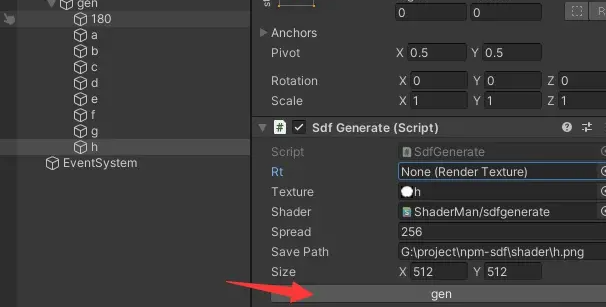 gen
180
a
b
c
d
e
f
g
h
EventSystem
0 0
Anchors
Pivot X 0.5 Y 0.5
Rotation X 0 Y 0 Z 0
Scale X 1 Y 1 Z 1
# Sdf Generate (Script)
Script # SdfGenerate
Rt None (Render Texture)
Texture h
Shader ShaderMan/sdfgenerate
Spread 256
Save Path G:\project\npm-sdf\shader\h.png
Size X 512 Y 512
gen